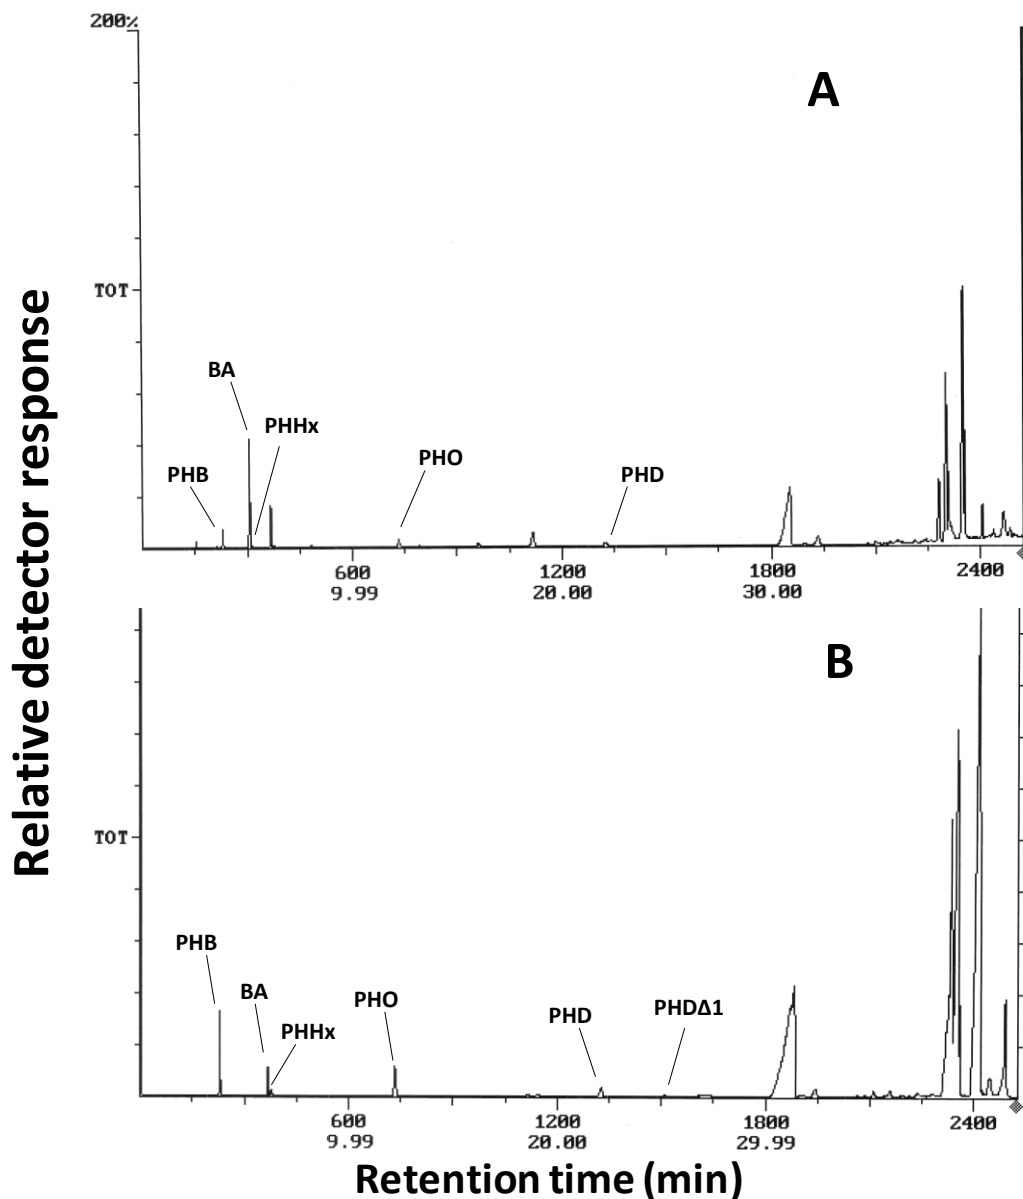 200%
A
TOT
BA
PHHx
PHB
PHO
PHD
600 1200 1800 2400
9.99 20.00 30.00
B
TOT
PHB
BA
PHHx
PHO
PHD
PHDΔ1
600 1200 1800 2400
9.99 20.00 29.99
Relative detector response
Retention time (min)